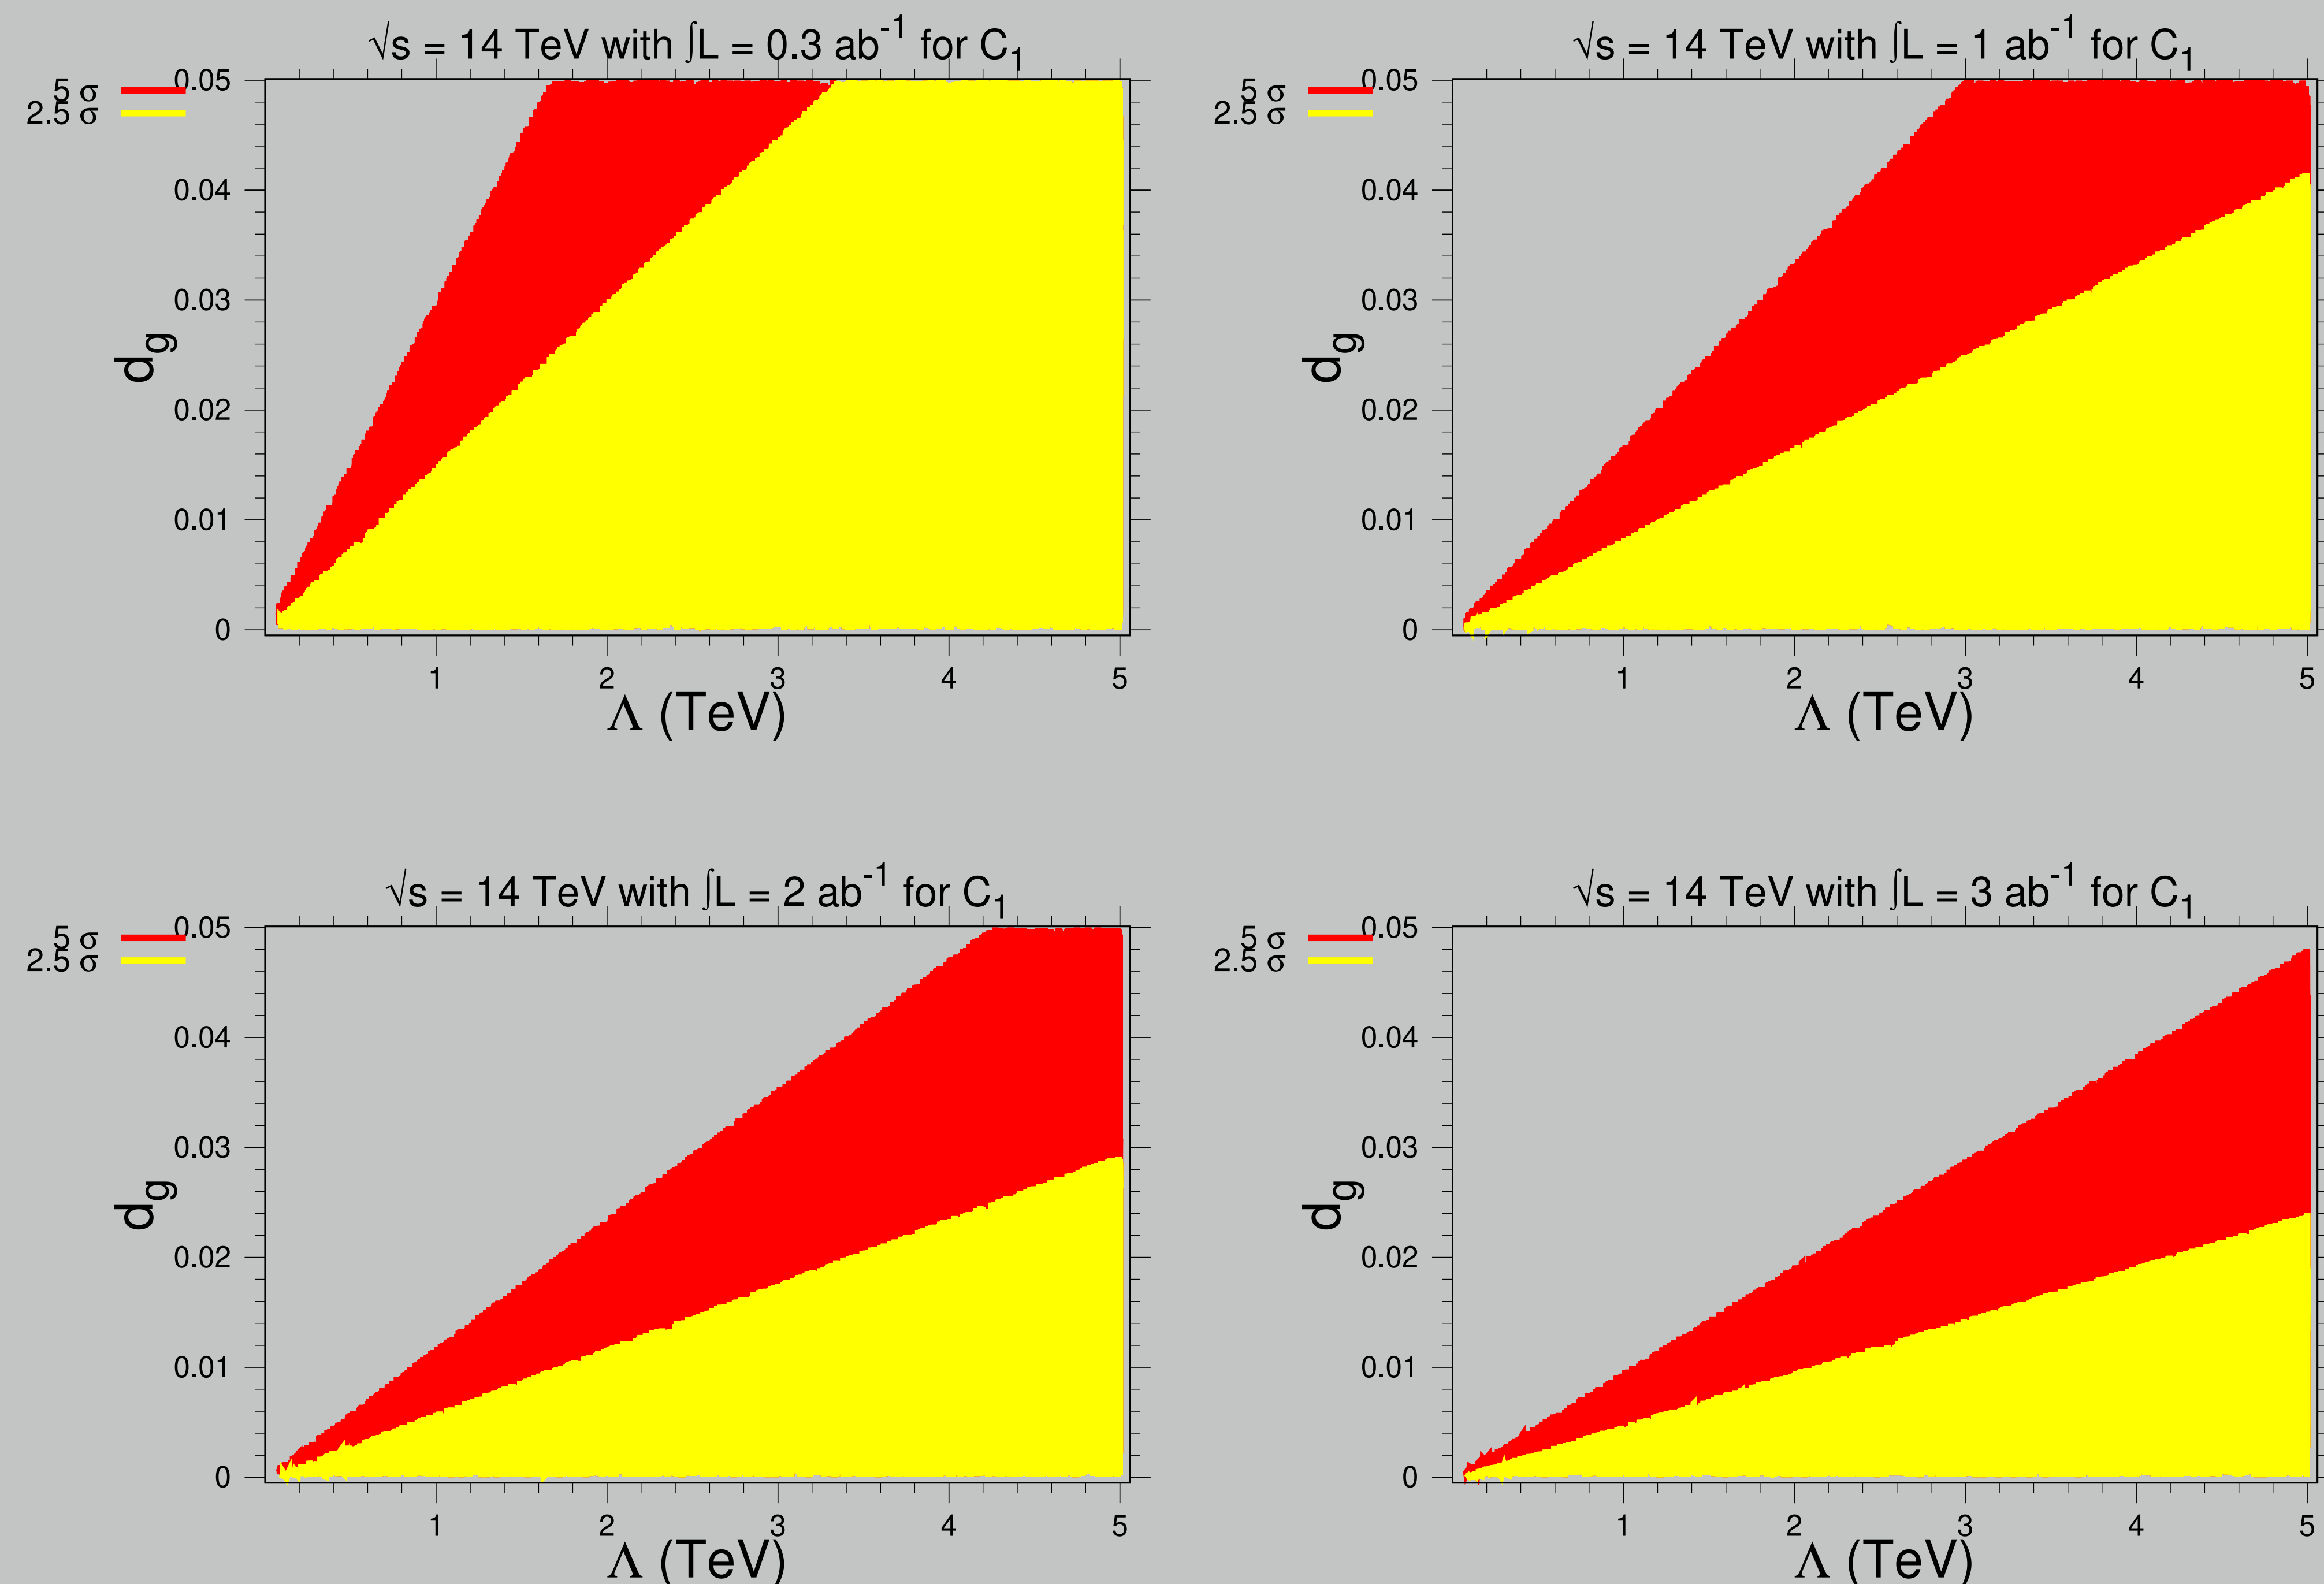 √s = 14 TeV with ∫L = 0.3 ab⁻¹ for C₁
5 σ
2.5 σ
0.05
0.04
0.03
0.02
0.01
0
d_g
1 2 3 4 5
Λ (TeV)
√s = 14 TeV with ∫L = 1 ab⁻¹ for C₁
5 σ
2.5 σ
0.05
0.04
0.03
0.02
0.01
0
d_g
1 2 3 4 5
Λ (TeV)
√s = 14 TeV with ∫L = 2 ab⁻¹ for C₁
5 σ
2.5 σ
0.05
0.04
0.03
0.02
0.01
0
d_g
1 2 3 4 5
Λ (TeV)
√s = 14 TeV with ∫L = 3 ab⁻¹ for C₁
5 σ
2.5 σ
0.05
0.04
0.03
0.02
0.01
0
d_g
1 2 3 4 5
Λ (TeV)